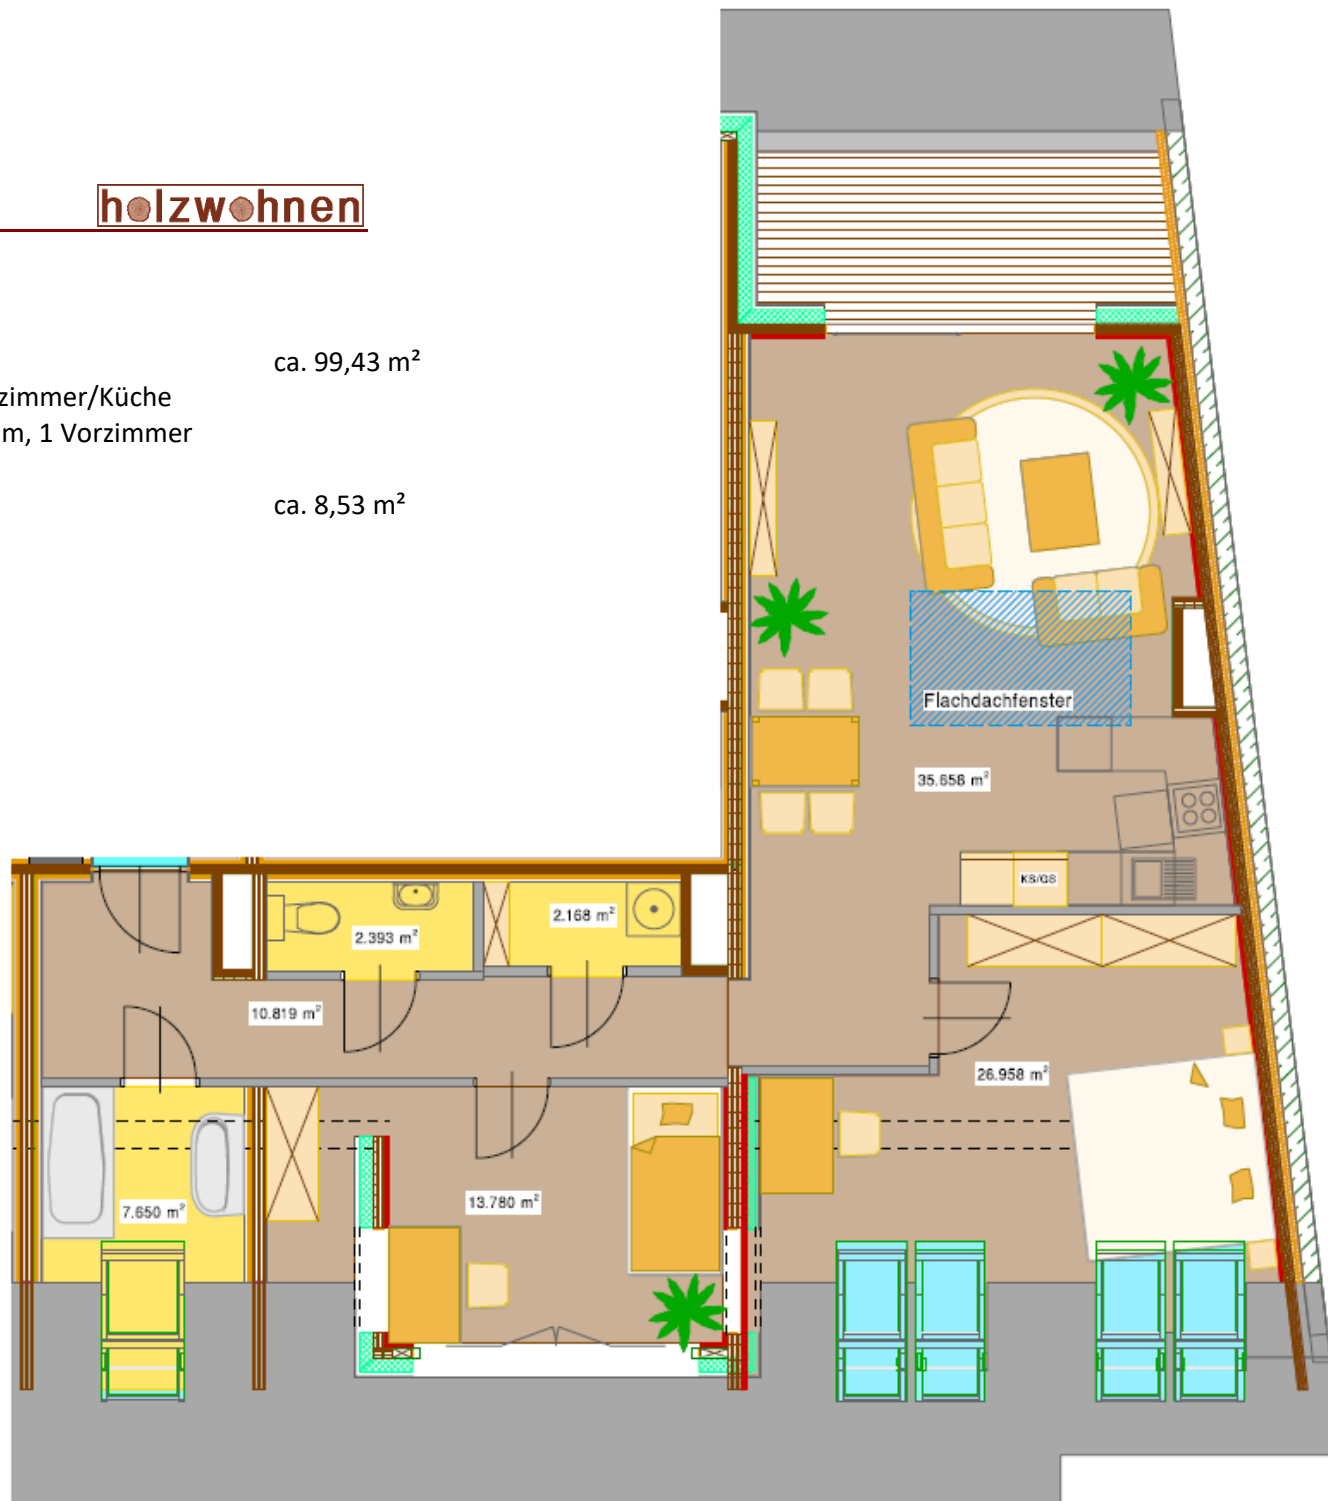 holzwohnen
ca. 99,43 m²
zimmer/Küche
m, 1 Vorzimmer
ca. 8,53 m²
Flachdachfenster
35.658 m²
KS/GS
2.168 m²
2.393 m²
10.819 m²
26.958 m²
13.780 m²
7.650 m²